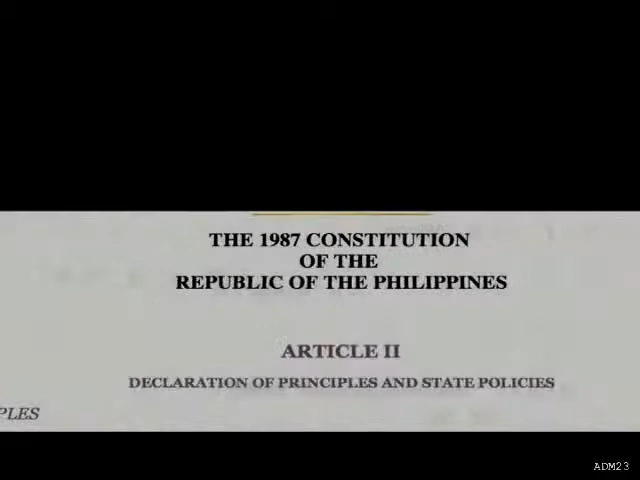 THE 1987 CONSTITUTION
OF THE
REPUBLIC OF THE PHILIPPINES
ARTICLE II
DECLARATION OF PRINCIPLES AND STATE POLICIES
PLES
ADM23